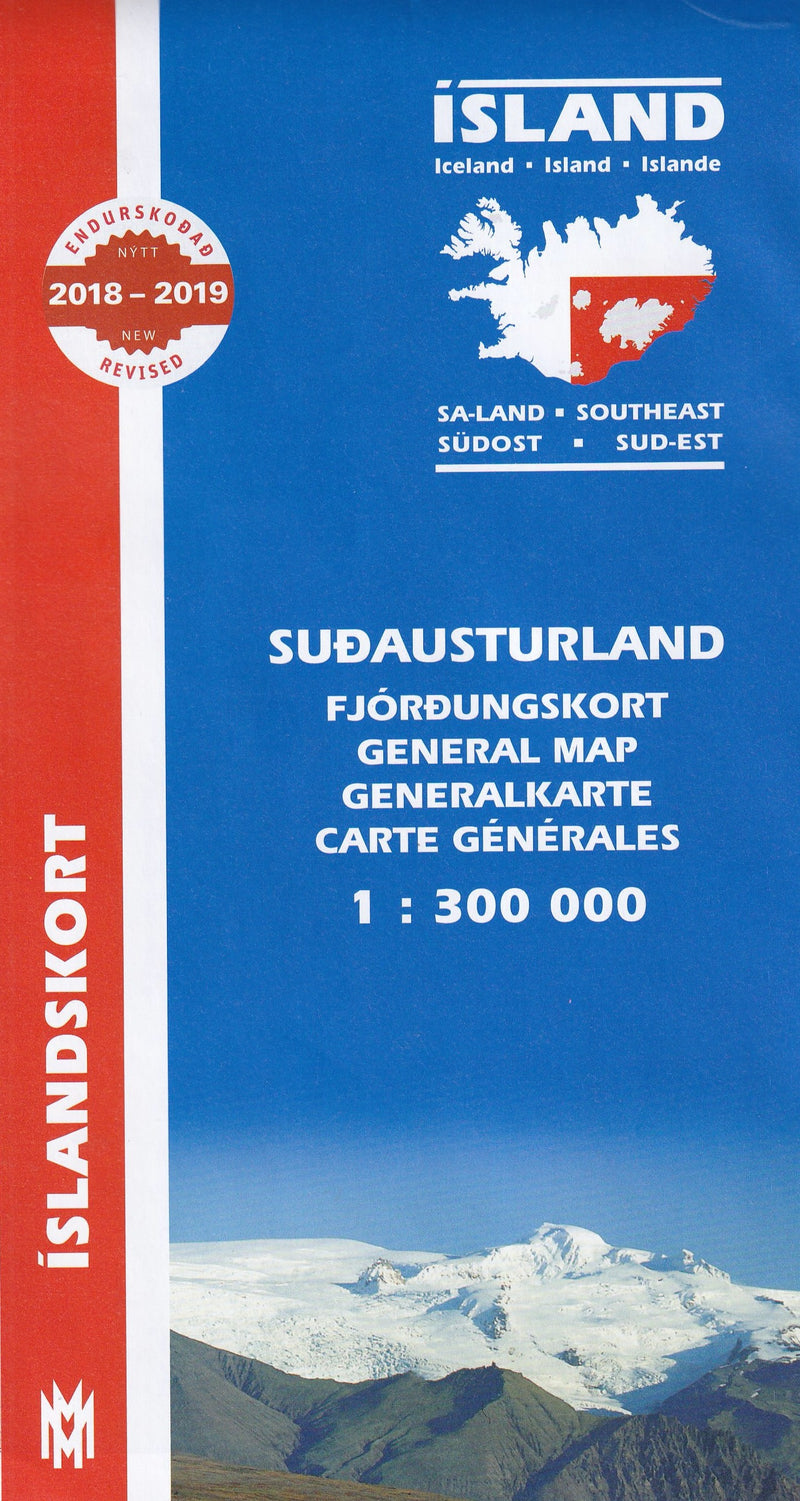 ÍSLAND
Iceland ▪ Island ▪ Islande
SA-LAND ▪ SOUTHEAST
SÜDOST ▪ SUD-EST
ENDURSKOÐAÐ
NÝTT
2018 – 2019
NEW
REVISED
SUÐAUSTURLAND
FJÓRÐUNGSKORT
GENERAL MAP
GENERALKARTE
CARTE GÉNÉRALES
1 : 300 000
ÍSLANDSKORT
MM